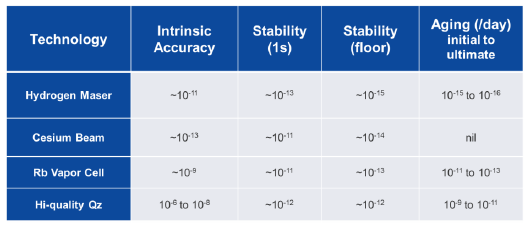 Technology Intrinsic Accuracy Stability (1s) Stability (floor) Aging (/day) initial to ultimate
Hydrogen Maser ~10⁻¹¹ ~10⁻¹³ ~10⁻¹⁵ 10⁻¹⁵ to 10⁻¹⁶
Cesium Beam ~10⁻¹³ ~10⁻¹¹ ~10⁻¹⁴ nil
Rb Vapor Cell ~10⁻⁹ ~10⁻¹¹ ~10⁻¹³ 10⁻¹¹ to 10⁻¹³
Hi-quality Qz 10⁻⁶ to 10⁻⁸ ~10⁻¹² ~10⁻¹² 10⁻⁹ to 10⁻¹¹